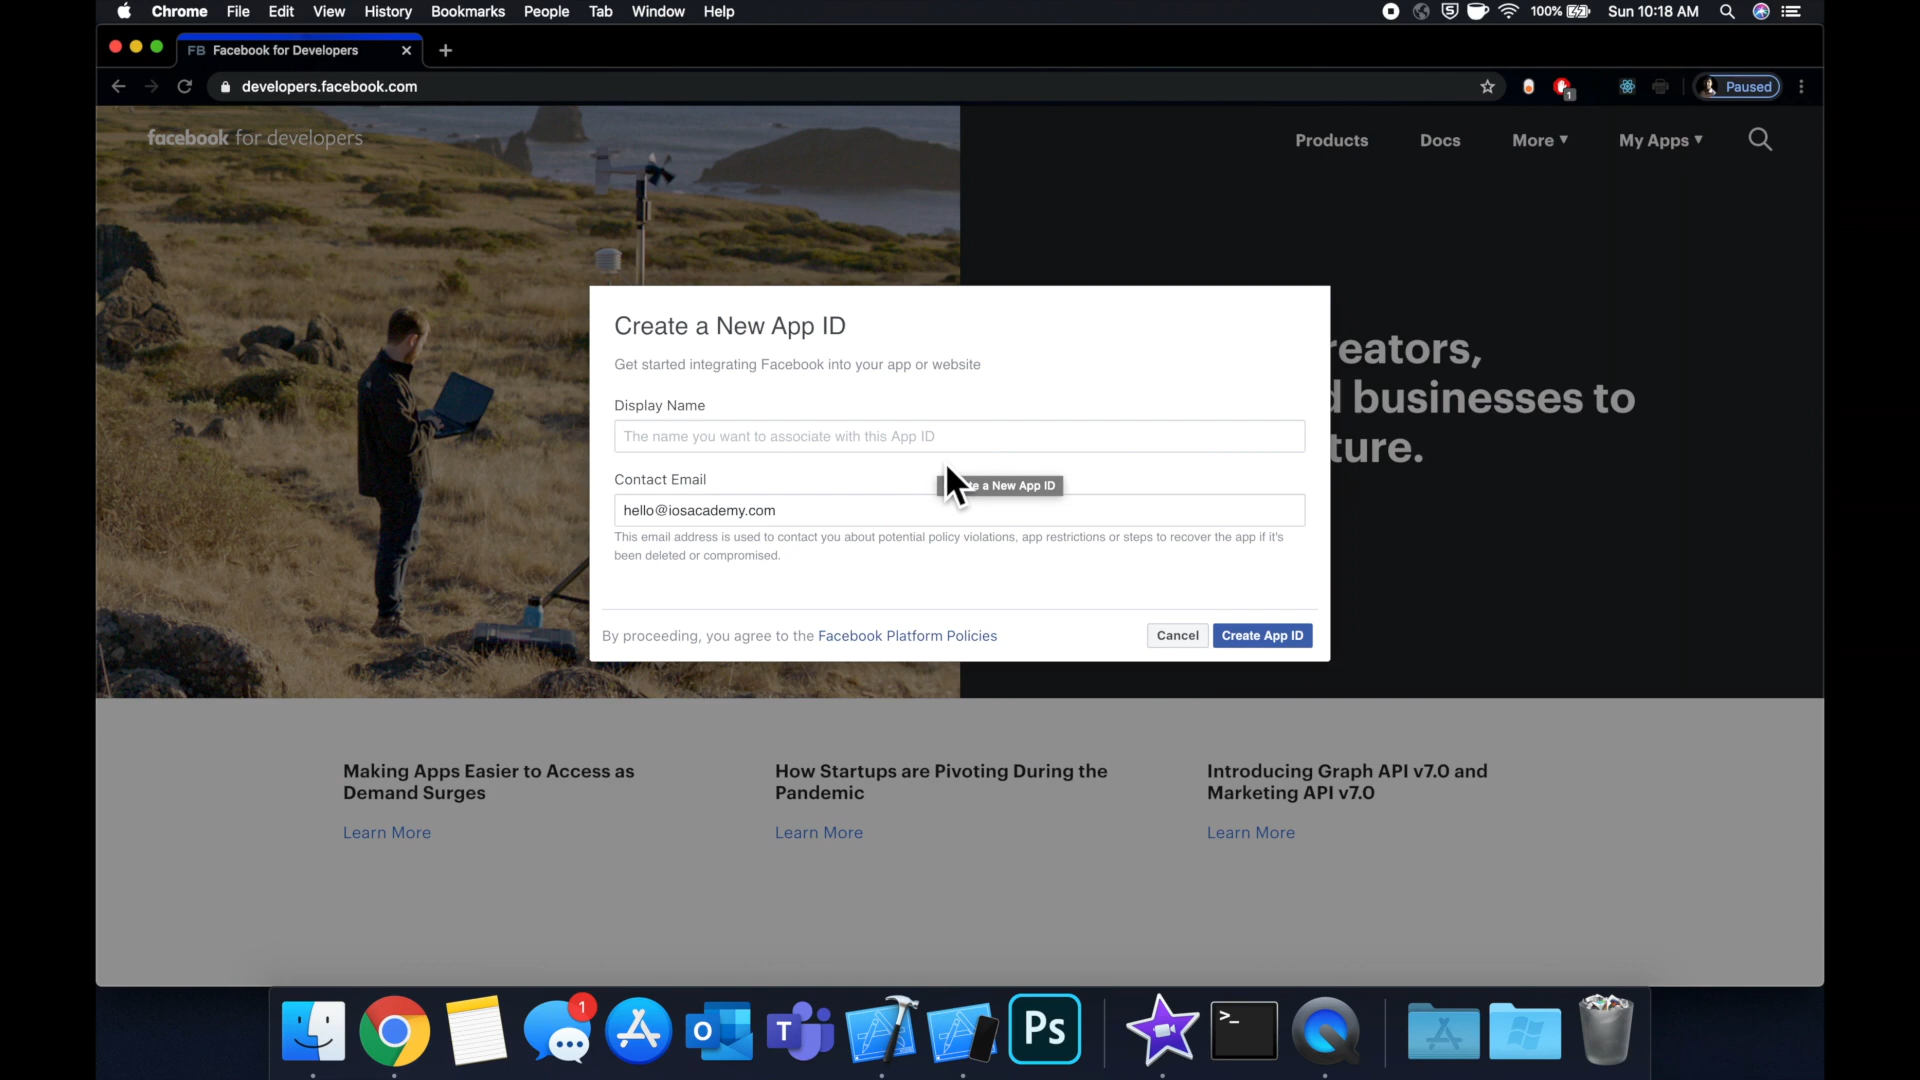 Chrome File Edit View History Bookmarks People Tab Window Help
100% Sun 10:18 AM
FB Facebook for Developers
developers.facebook.com
1
Paused
facebook for developers
Products Docs More My Apps
reators,
businesses to
ture.
Create a New App ID
Get started integrating Facebook into your app or website
Display Name
The name you want to associate with this App ID
Contact Email
a New App ID
hello@iosacademy.com
This email address is used to contact you about potential policy violations, app restrictions or steps to recover the app if it's
been deleted or compromised.
By proceeding, you agree to the Facebook Platform Policies
Cancel Create App ID
Making Apps Easier to Access as
Demand Surges
Learn More
How Startups are Pivoting During the
Pandemic
Learn More
Introducing Graph API v7.0 and
Marketing API v7.0
Learn More
1
Ps